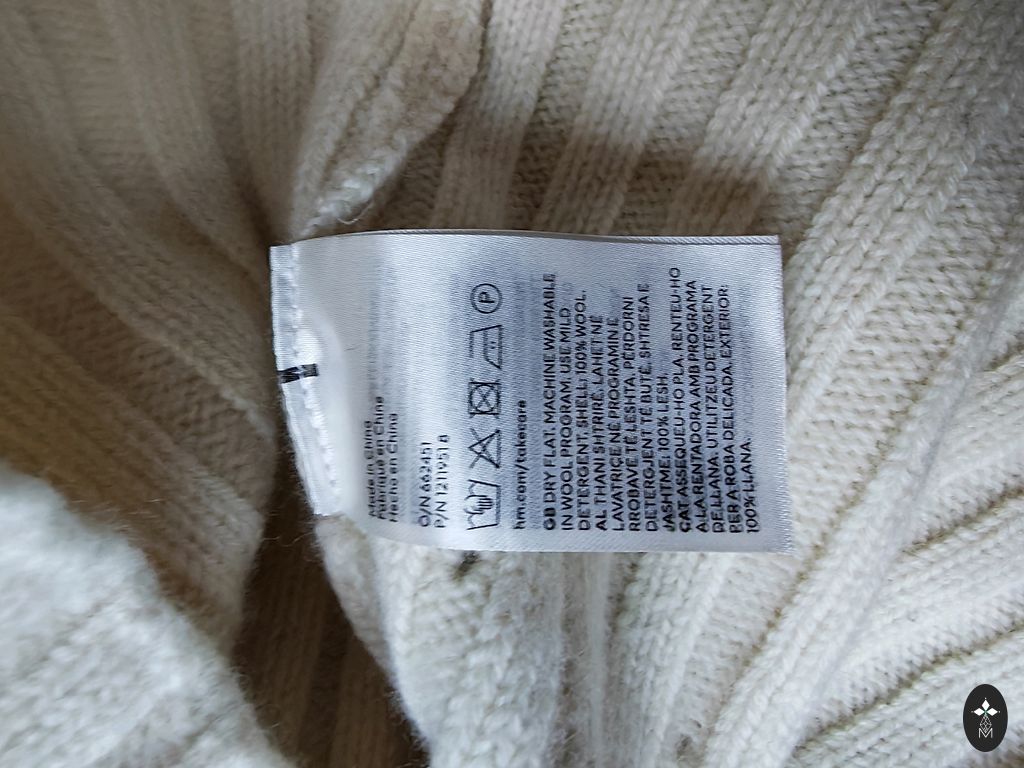 Made in China
Fabriqué en Chine
Hecho en China
O/N 662451
P/N 1211951 8
P
hm.com/takecare
GB DRY FLAT. MACHINE WASHABLE
IN WOOL PROGRAM. USE MILD
DETERGENT. SHELL: 100% WOOL.
AL THANI SHTRIRË. LAHET NË
LAVATRIÇE NË PROGRAMIN E
RROBAVE TË LESHTA. PËRDORNI
DETERGJENT TË BUTË. SHTRESA E
JASHTME. 100% LESH.
CAT ASSEQUEU-HO PLA. RENTEU-HO
A LA RENTADORA AMB PROGRAMA
DE LLANA. UTILITZEU DETERGENT
PER A ROBA DELICADA. EXTERIOR:
100% LLANA.
M